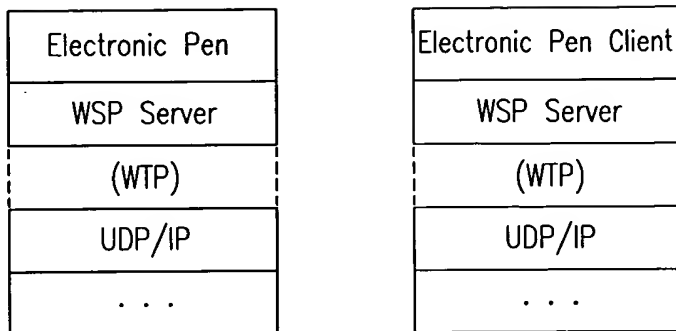 Electronic Pen
WSP Server
(WTP)
UDP/IP
. . .
Electronic Pen Client
WSP Server
(WTP)
UDP/IP
. . .